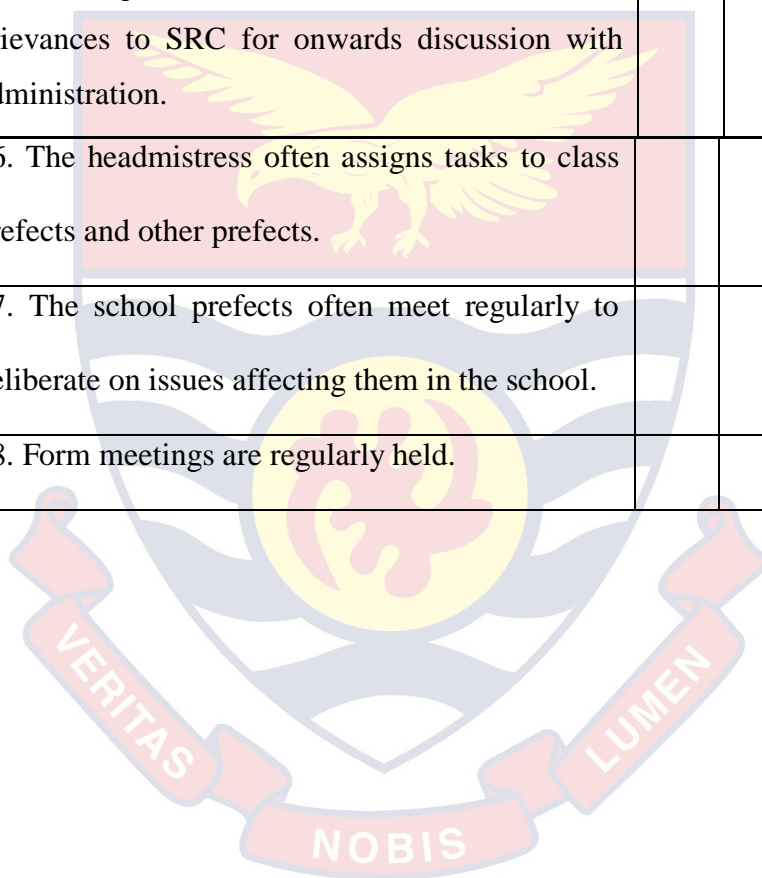 ievances to SRC for onwards discussion with
dministration.
6. The headmistress often assigns tasks to class
refects and other prefects.
7. The school prefects often meet regularly to
eliberate on issues affecting them in the school.
8. Form meetings are regularly held.
VERITAS
NOBIS
LUMEN